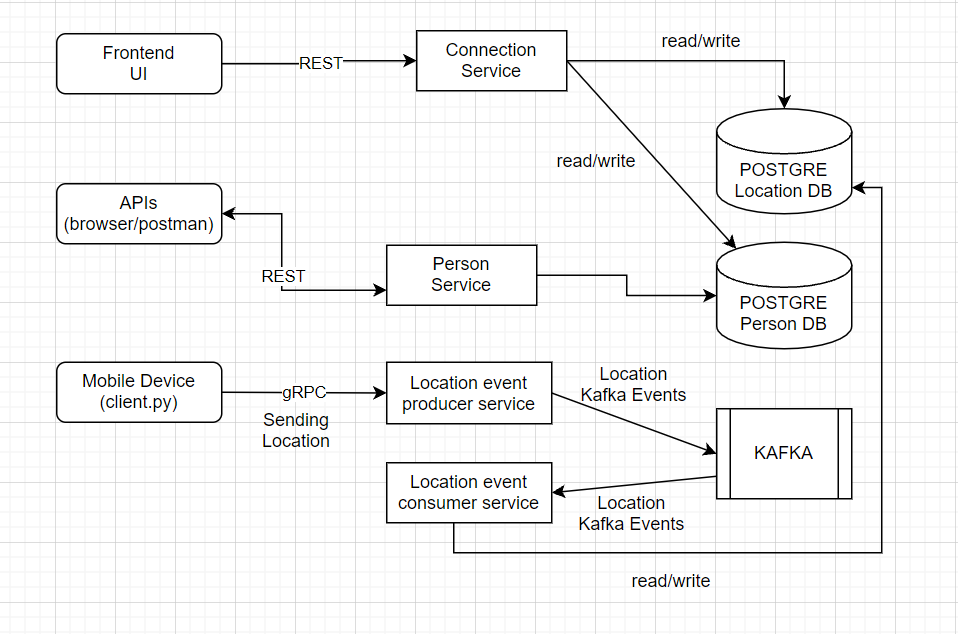 Frontend
UI
REST
Connection
Service
read/write
read/write
POSTGRE
Location DB
APIs
(browser/postman)
REST
Person
Service
POSTGRE
Person DB
Mobile Device
(client.py)
gRPC
Sending
Location
Location event
producer service
Location
Kafka Events
KAFKA
Location event
consumer service
Location
Kafka Events
read/write